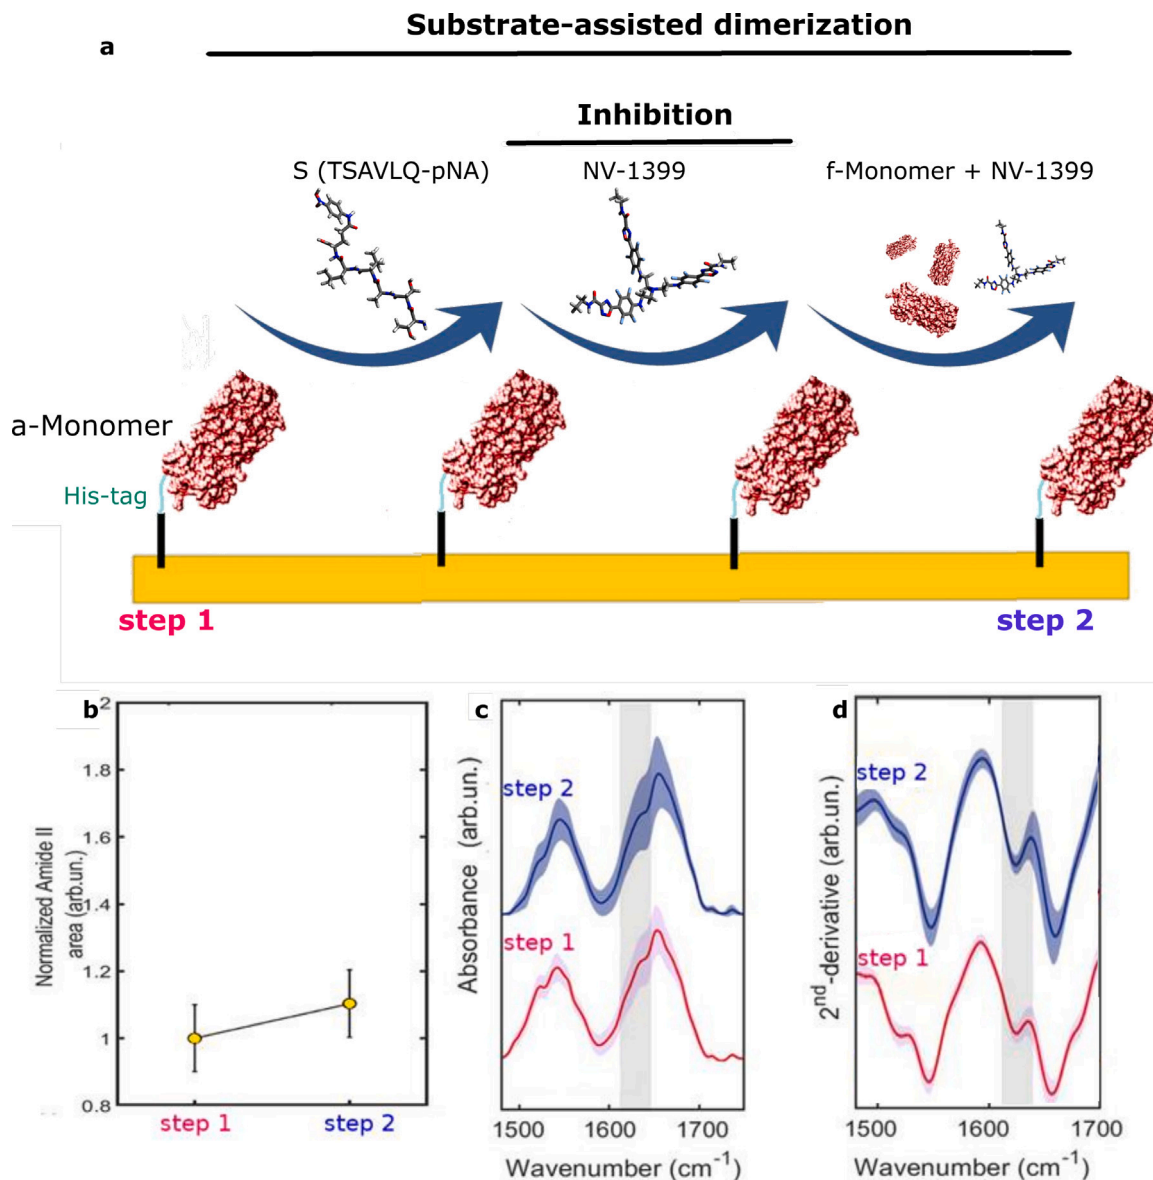 Substrate-assisted dimerization
a
Inhibition
S (TSAVLQ-pNA)
NV-1399
f-Monomer + NV-1399
a-Monomer
His-tag
step 1
step 2
b
2
1.8
1.6
1.4
1.2
1
0.8
Normalized Amide II
area (arb.un.)
step 1
step 2
c
step 2
step 1
Absorbance (arb.un.)
1500
1600
1700
Wavenumber (cm⁻¹)
d
step 2
step 1
2ⁿᵈ-derivative (arb.un.)
1500
1600
1700
Wavenumber (cm⁻¹)